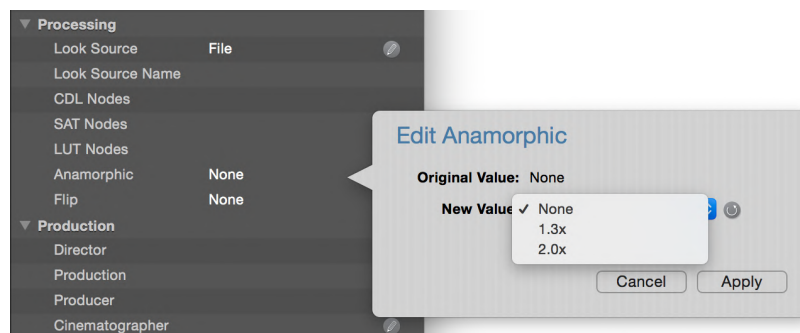 Processing
Look Source File
Look Source Name
CDL Nodes
SAT Nodes
LUT Nodes
Anamorphic None
Flip None
Production
Director
Production
Producer
Cinematographer
Edit Anamorphic
Original Value: None
New Value ✓ None
1.3x
2.0x
Cancel Apply